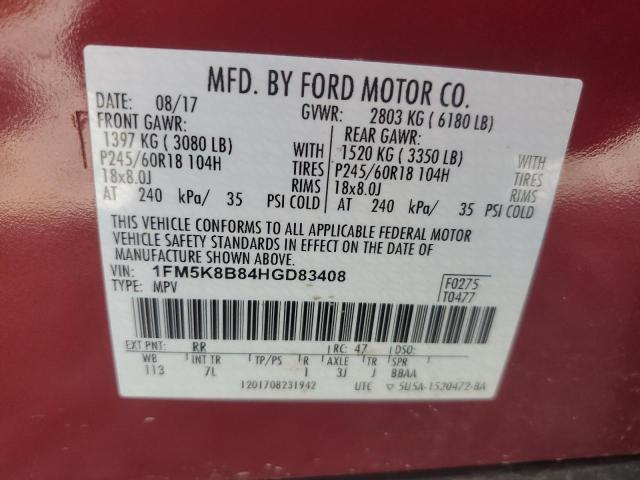 MFD. BY FORD MOTOR CO.
DATE: 08/17 GVWR: 2803 KG ( 6180 LB)
FRONT GAWR: REAR GAWR:
1397 KG ( 3080 LB) WITH 1520 KG ( 3350 LB) WITH
P245/60R18 104H TIRES P245/60R18 104H TIRES
18x8.0J RIMS 18x8.0J RIMS
AT 240 kPa/ 35 PSI COLD AT 240 kPa/ 35 PSI COLD
THIS VEHICLE CONFORMS TO ALL APPLICABLE FEDERAL MOTOR
VEHICLE SAFETY STANDARDS IN EFFECT ON THE DATE OF
MANUFACTURE SHOWN ABOVE.
VIN: 1FM5K8B84HGD83408 F0275
TYPE: MPV T0477
EXT PNT: RR RC: 47 DSO:
WB INT TR TP/PS R AXLE TR SPR
113 7L I 3J J BBAA
1201708231942 UTC ▽ 5U5A-1520472-BA